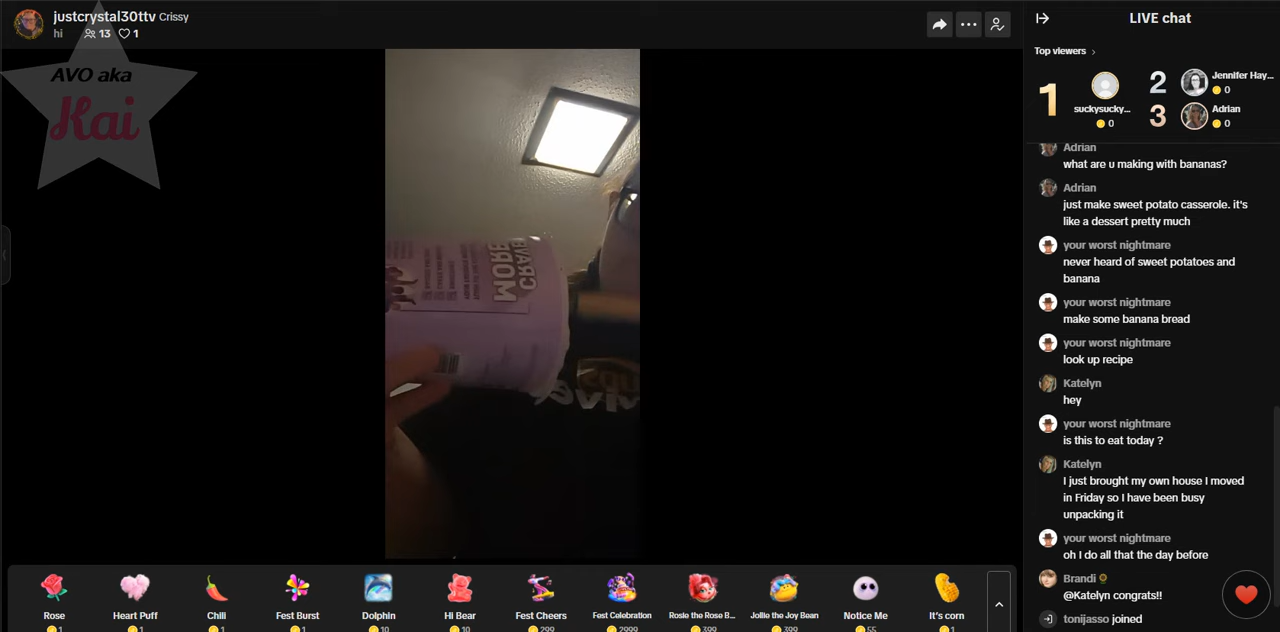 justcrystal30ttv Crissy
hi 13 1
AVO aka
Kai
MORE
CRAVE
LIVE chat
Top viewers
1
suckysucky...
0
2
Jennifer Hay...
0
3
Adrian
0
Adrian
what are u making with bananas?
Adrian
just make sweet potato casserole. it's
like a dessert pretty much
your worst nightmare
never heard of sweet potatoes and
banana
your worst nightmare
make some banana bread
your worst nightmare
look up recipe
Katelyn
hey
your worst nightmare
is this to eat today ?
Katelyn
I just brought my own house I moved
in Friday so I have been busy
unpacking it
your worst nightmare
oh I do all that the day before
Brandi
@Katelyn congrats!!
tonijasso joined
Rose Heart Puff Chili Fest Burst Dolphin Hi Bear Fest Cheers Fest Celebration Rosie the Rose B... Jollie the Joy Bean Notice Me It's corn
1 1 1 1 10 10 299 2999 399 399 55 1